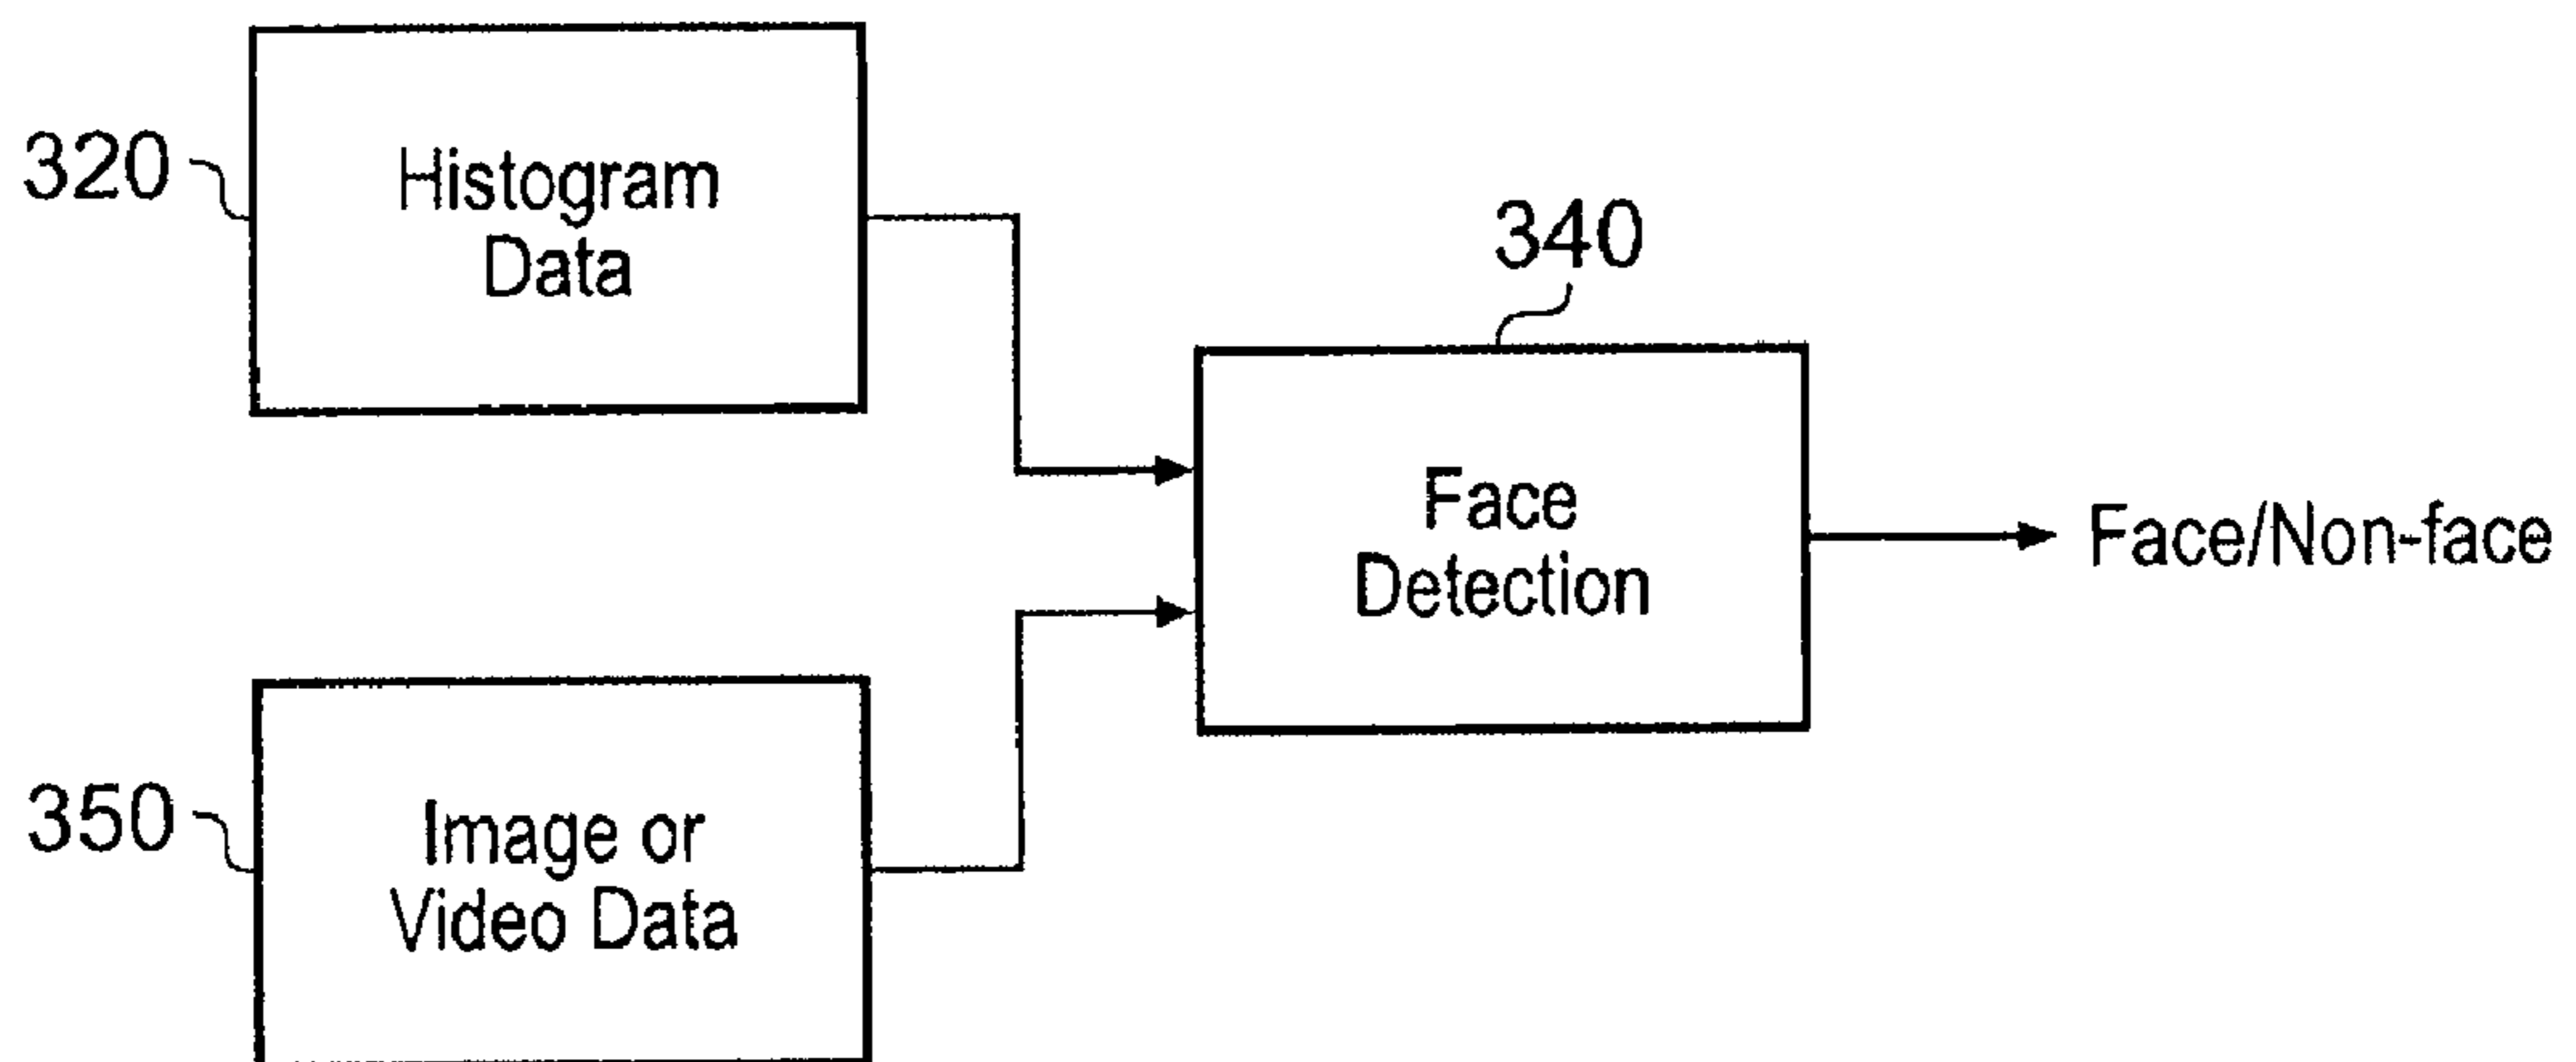 320
Histogram
Data
340
Face
Detection
Face/Non-face
350
Image or
Video Data